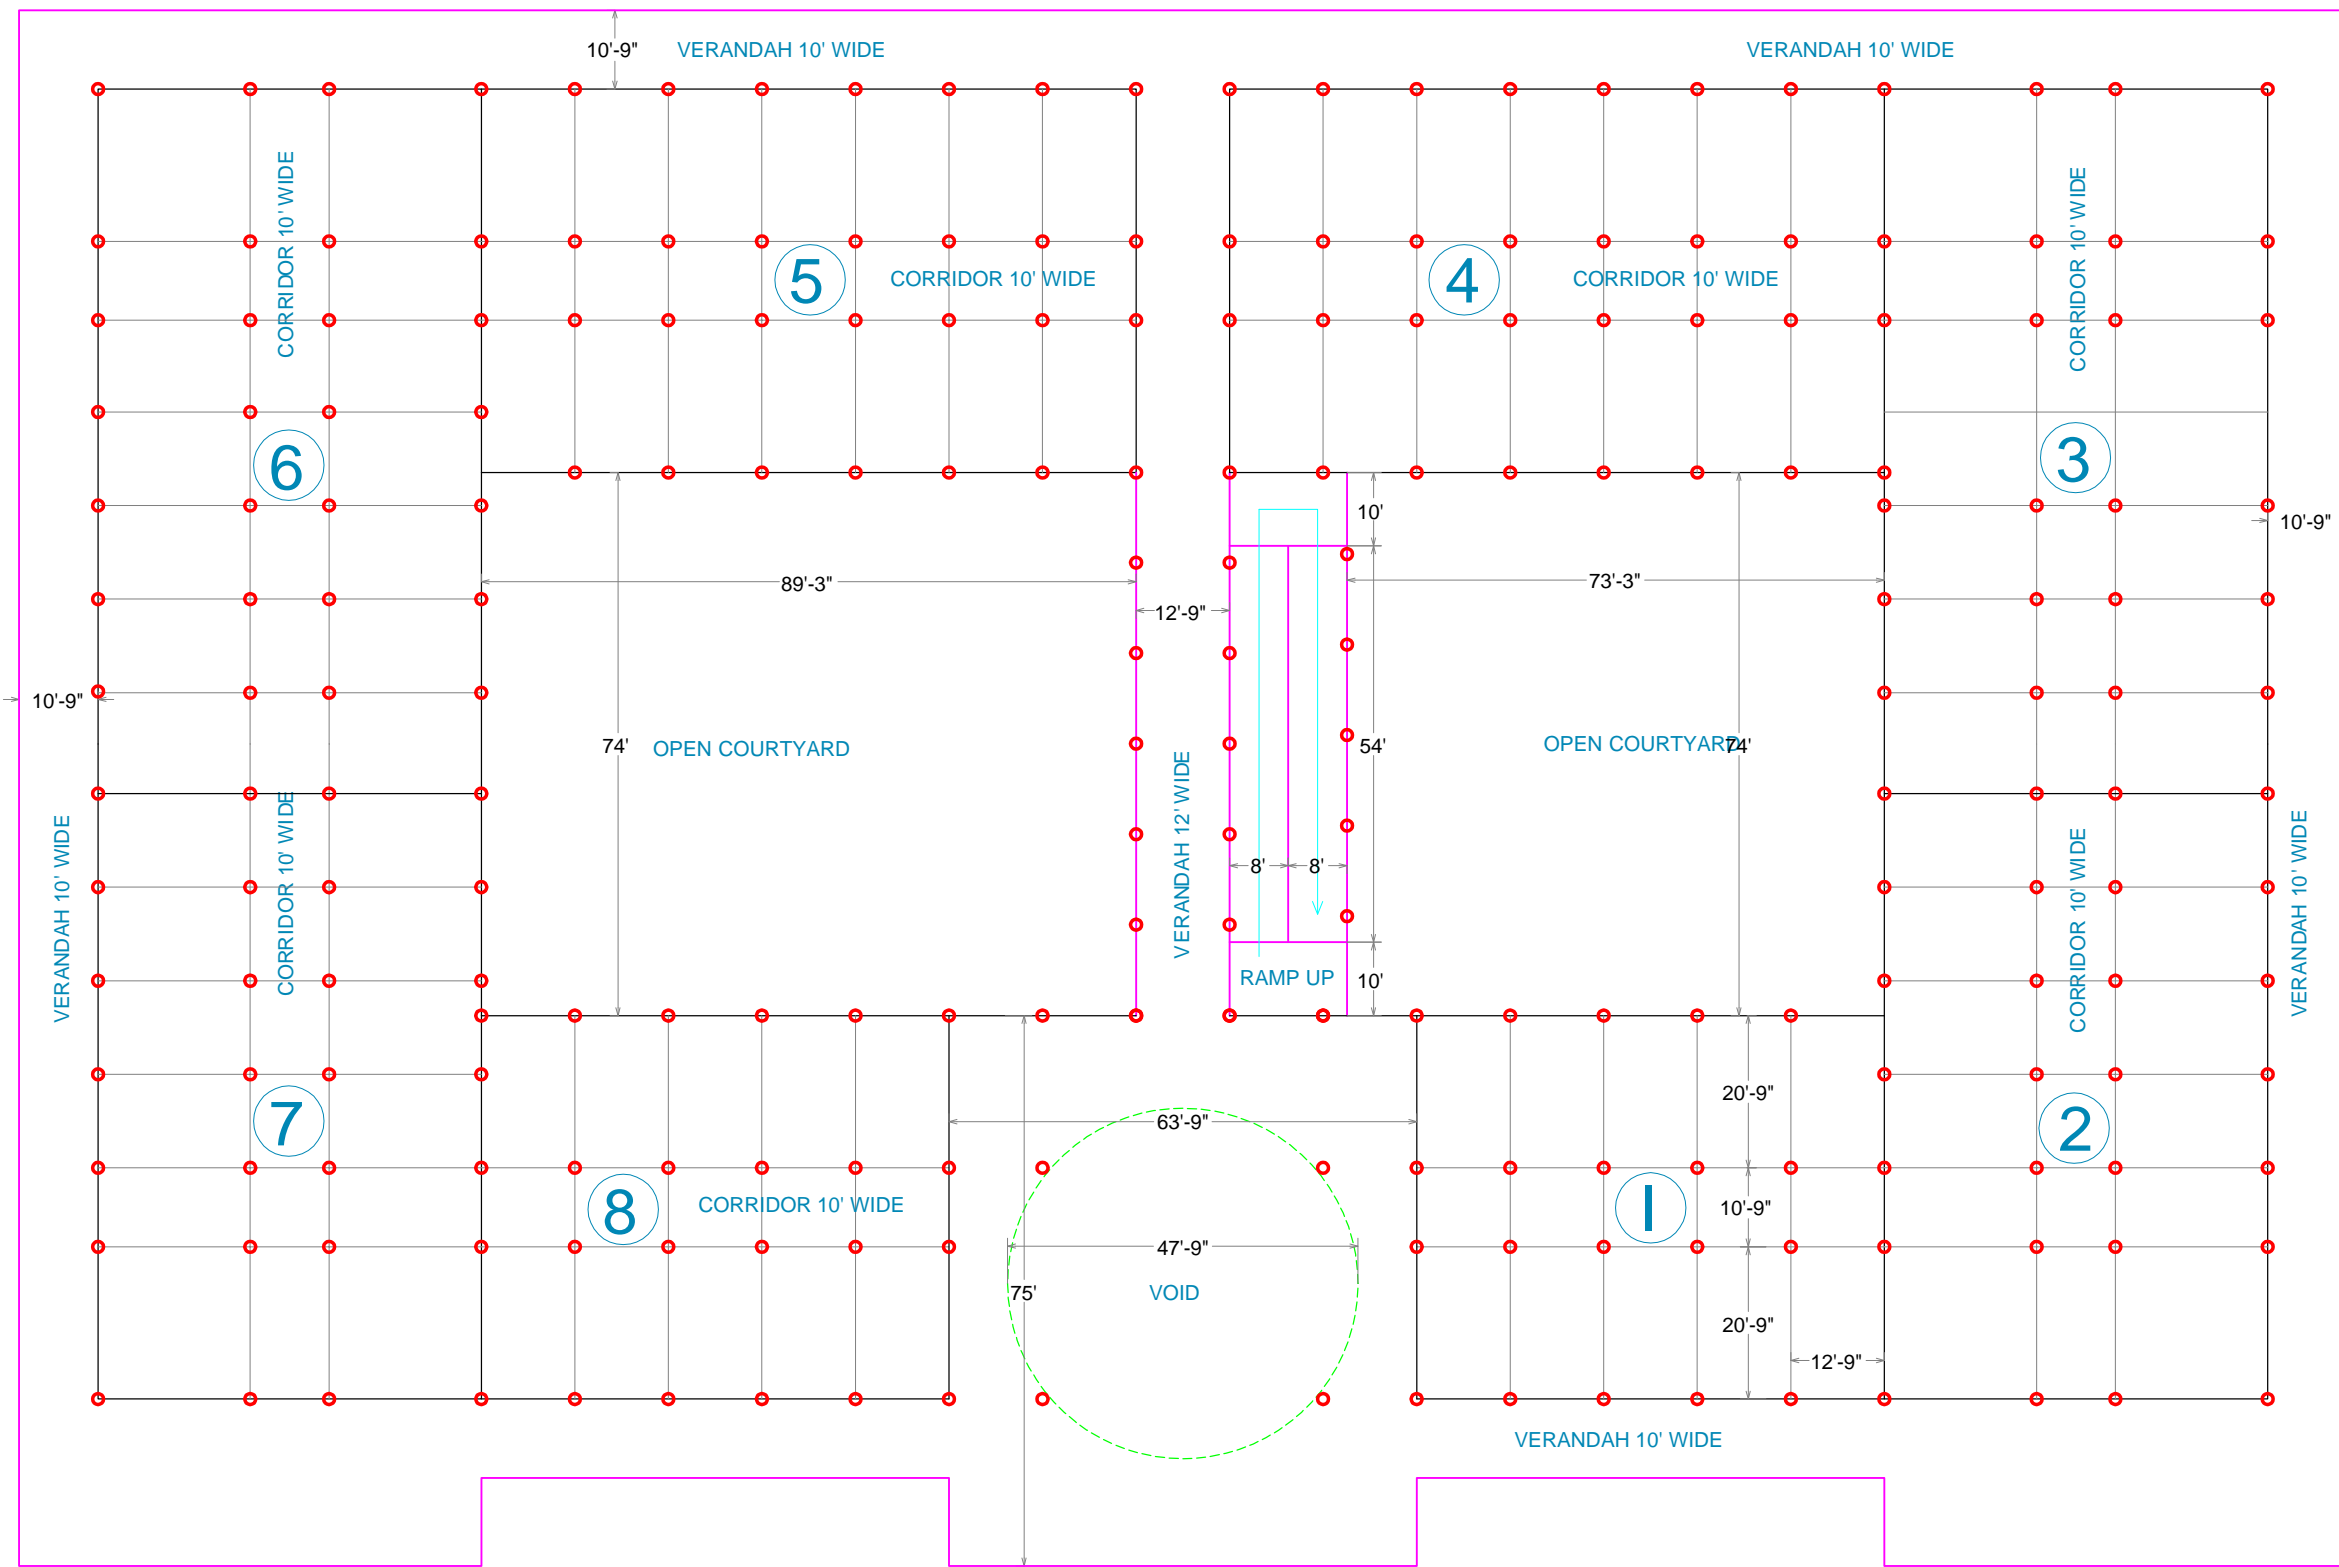 10'-9"
VERANDAH 10' WIDE
VERANDAH 10' WIDE
CORRIDOR 10' WIDE
5
CORRIDOR 10' WIDE
4
CORRIDOR 10' WIDE
CORRIDOR 10' WIDE
6
3
10'
10'-9"
89'-3"
73'-3"
12'-9"
10'-9"
74'
OPEN COURTYARD
54'
OPEN COURTYARD
74'
VERANDAH 12' WIDE
8'
8'
VERANDAH 10' WIDE
CORRIDOR 10' WIDE
RAMP UP
10'
CORRIDOR 10' WIDE
VERANDAH 10' WIDE
20'-9"
7
63'-9"
2
8
CORRIDOR 10' WIDE
1
10'-9"
47'-9"
75'
VOID
20'-9"
12'-9"
VERANDAH 10' WIDE